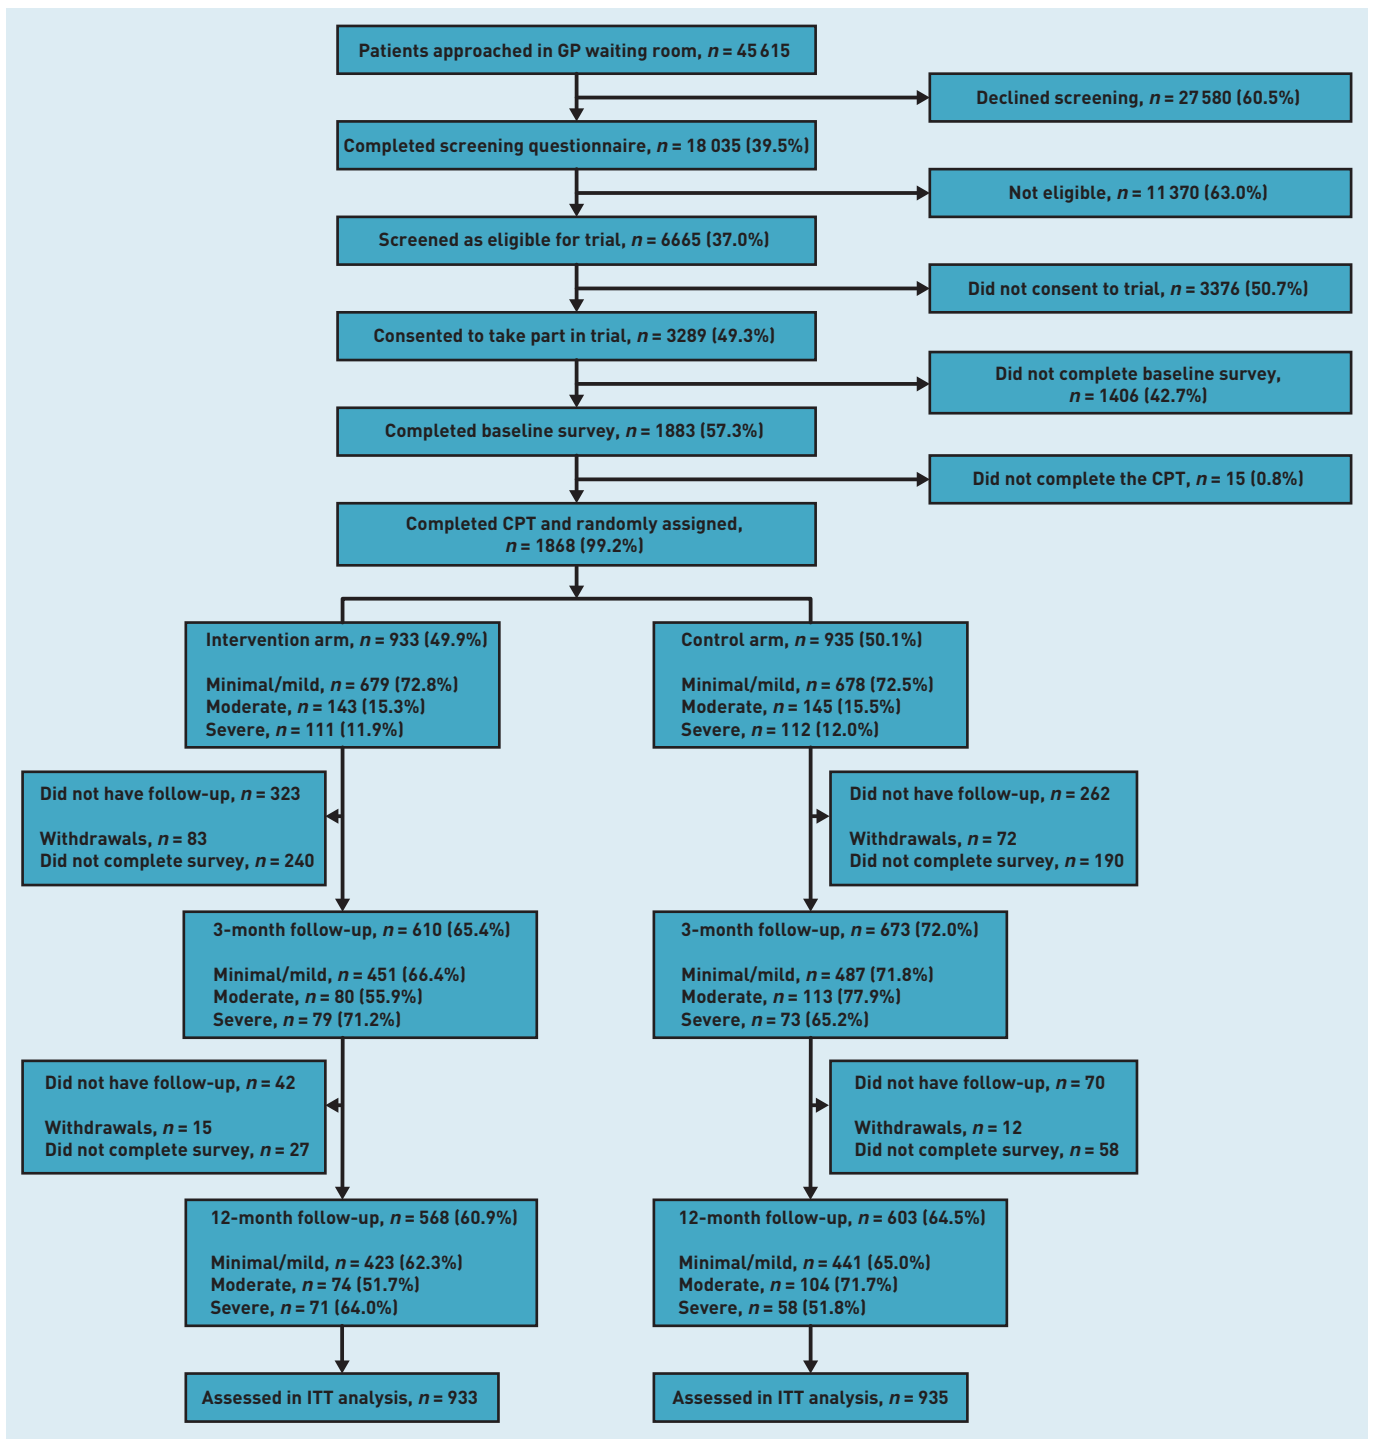 Patients approached in GP waiting room, n = 45 615
Declined screening, n = 27 580 (60.5%)
Completed screening questionnaire, n = 18 035 (39.5%)
Not eligible, n = 11 370 (63.0%)
Screened as eligible for trial, n = 6665 (37.0%)
Did not consent to trial, n = 3376 (50.7%)
Consented to take part in trial, n = 3289 (49.3%)
Did not complete baseline survey,
n = 1406 (42.7%)
Completed baseline survey, n = 1883 (57.3%)
Did not complete the CPT, n = 15 (0.8%)
Completed CPT and randomly assigned,
n = 1868 (99.2%)
Intervention arm, n = 933 (49.9%)
Minimal/mild, n = 679 (72.8%)
Moderate, n = 143 (15.3%)
Severe, n = 111 (11.9%)
Control arm, n = 935 (50.1%)
Minimal/mild, n = 678 (72.5%)
Moderate, n = 145 (15.5%)
Severe, n = 112 (12.0%)
Did not have follow-up, n = 323
Withdrawals, n = 83
Did not complete survey, n = 240
Did not have follow-up, n = 262
Withdrawals, n = 72
Did not complete survey, n = 190
3-month follow-up, n = 610 (65.4%)
Minimal/mild, n = 451 (66.4%)
Moderate, n = 80 (55.9%)
Severe, n = 79 (71.2%)
3-month follow-up, n = 673 (72.0%)
Minimal/mild, n = 487 (71.8%)
Moderate, n = 113 (77.9%)
Severe, n = 73 (65.2%)
Did not have follow-up, n = 42
Withdrawals, n = 15
Did not complete survey, n = 27
Did not have follow-up, n = 70
Withdrawals, n = 12
Did not complete survey, n = 58
12-month follow-up, n = 568 (60.9%)
Minimal/mild, n = 423 (62.3%)
Moderate, n = 74 (51.7%)
Severe, n = 71 (64.0%)
12-month follow-up, n = 603 (64.5%)
Minimal/mild, n = 441 (65.0%)
Moderate, n = 104 (71.7%)
Severe, n = 58 (51.8%)
Assessed in ITT analysis, n = 933
Assessed in ITT analysis, n = 935